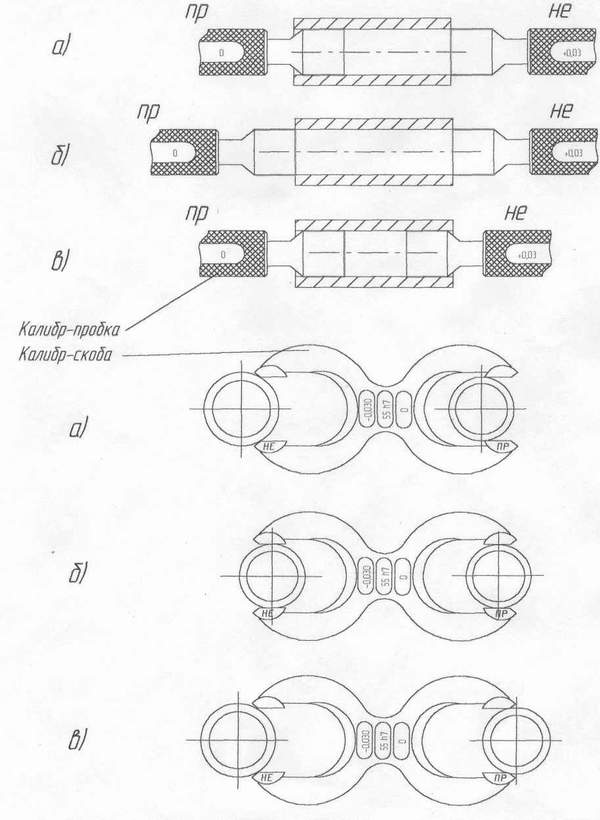 пр не
а) 0 +0,03
пр не
б) 0 +0,03
пр не
в) 0 +0,03
Калибр-пробка
Калибр-скоба
а) -0,030 55 h7 0
НЕ ПР
б) -0,030 55 h7 0
НЕ ПР
в) -0,030 55 h7 0
НЕ ПР